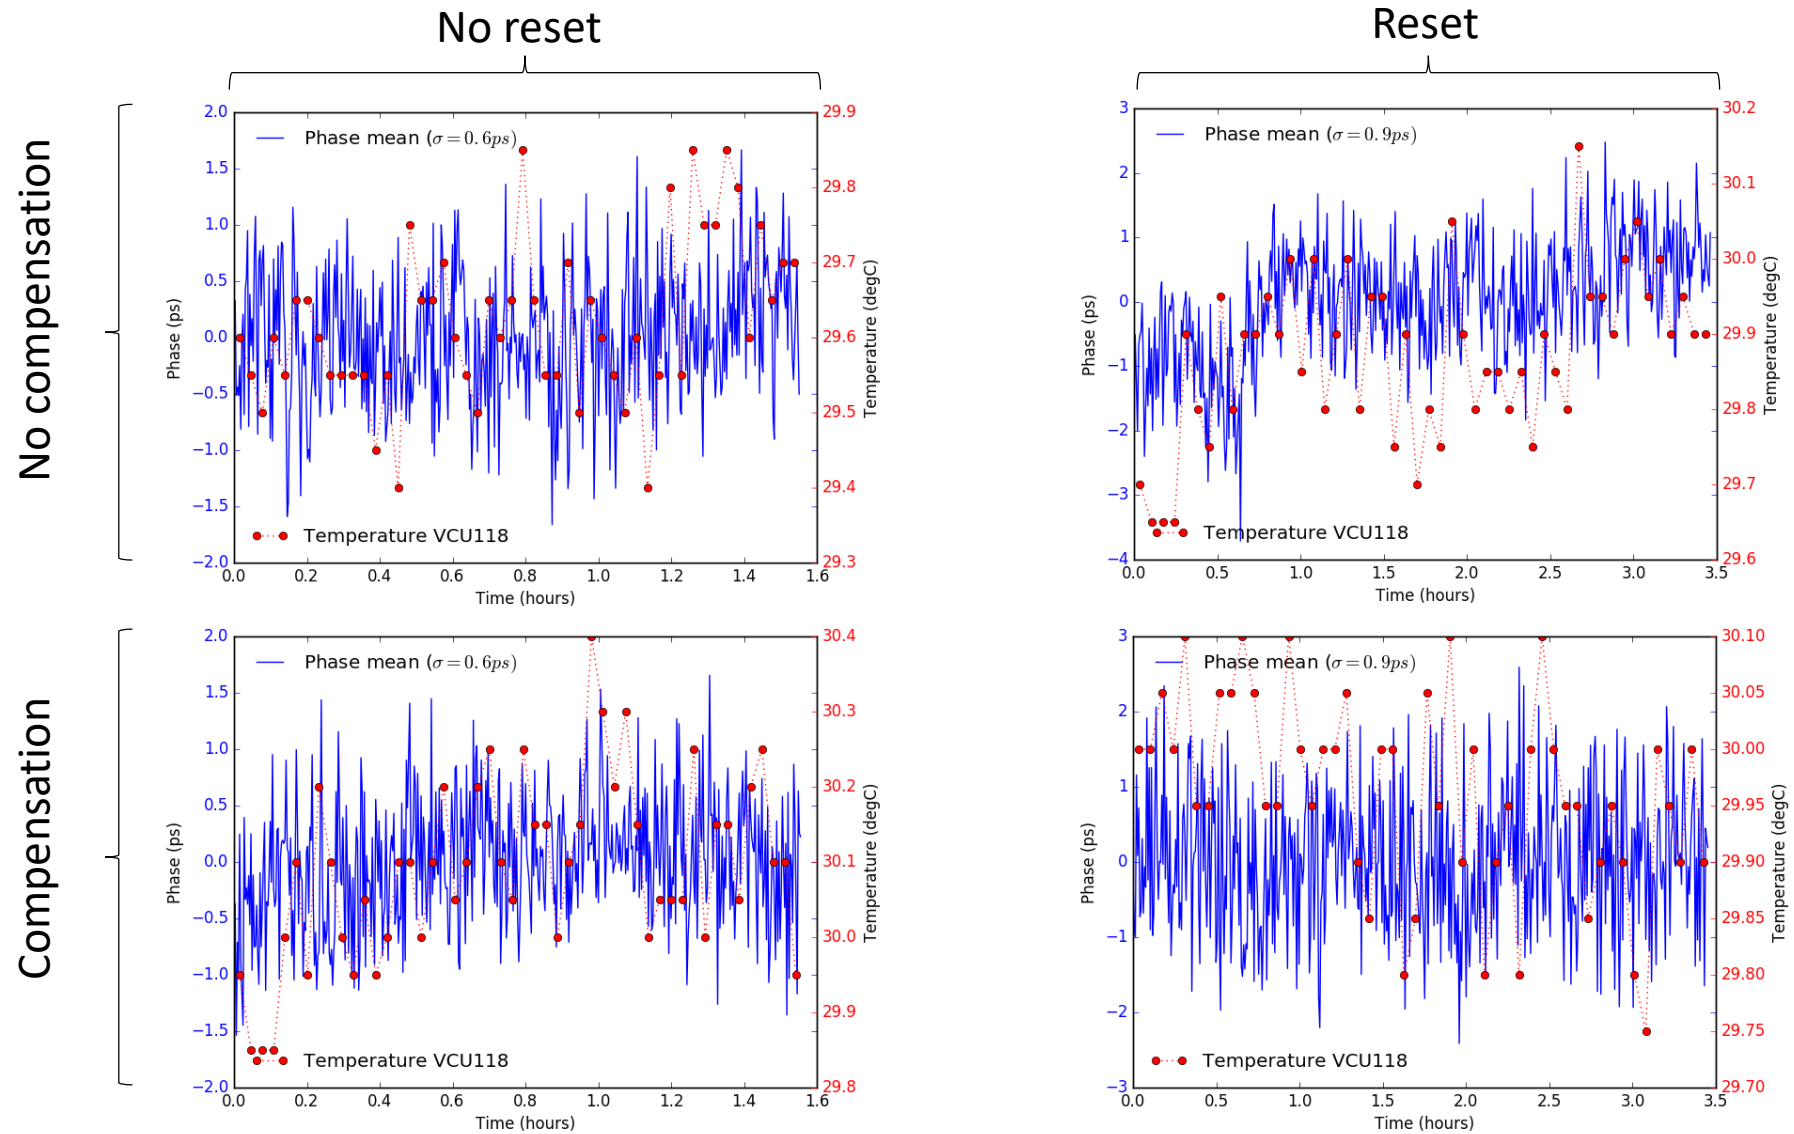 No reset
Reset
No compensation
Compensation
Phase mean (σ = 0.6ps)
Temperature VCU118
2.0
1.5
1.0
0.5
0.0
−0.5
−1.0
−1.5
−2.0
Phase (ps)
29.9
29.8
29.7
29.6
29.5
29.4
29.3
Temperature (degC)
0.0 0.2 0.4 0.6 0.8 1.0 1.2 1.4 1.6
Time (hours)
Phase mean (σ = 0.9ps)
Temperature VCU118
3
2
1
0
−1
−2
−3
−4
Phase (ps)
30.2
30.1
30.0
29.9
29.8
29.7
29.6
Temperature (degC)
0.0 0.5 1.0 1.5 2.0 2.5 3.0 3.5
Time (hours)
Phase mean (σ = 0.6ps)
Temperature VCU118
2.0
1.5
1.0
0.5
0.0
−0.5
−1.0
−1.5
−2.0
Phase (ps)
30.4
30.3
30.2
30.1
30.0
29.9
29.8
Temperature (degC)
0.0 0.2 0.4 0.6 0.8 1.0 1.2 1.4 1.6
Time (hours)
Phase mean (σ = 0.9ps)
Temperature VCU118
3
2
1
0
−1
−2
−3
Phase (ps)
30.10
30.05
30.00
29.95
29.90
29.85
29.80
29.75
29.70
Temperature (degC)
0.0 0.5 1.0 1.5 2.0 2.5 3.0 3.5
Time (hours)